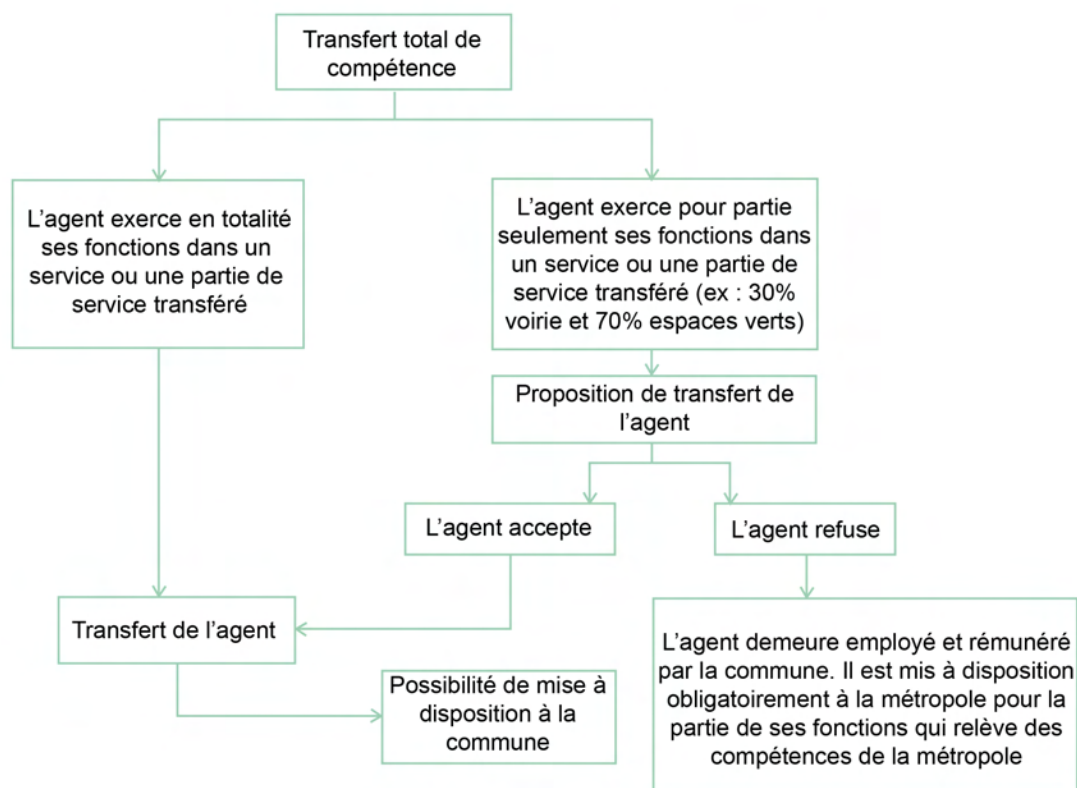 Transfert total de
compétence
L’agent exerce en totalité
ses fonctions dans un
service ou une partie de
service transféré
L’agent exerce pour partie
seulement ses fonctions dans
un service ou une partie de
service transféré (ex : 30%
voirie et 70% espaces verts)
Proposition de transfert de
l’agent
L’agent accepte
L’agent refuse
Transfert de l’agent
Possibilité de mise à
disposition à la
commune
L’agent demeure employé et rémunéré
par la commune. Il est mis à disposition
obligatoirement à la métropole pour la
partie de ses fonctions qui relève des
compétences de la métropole